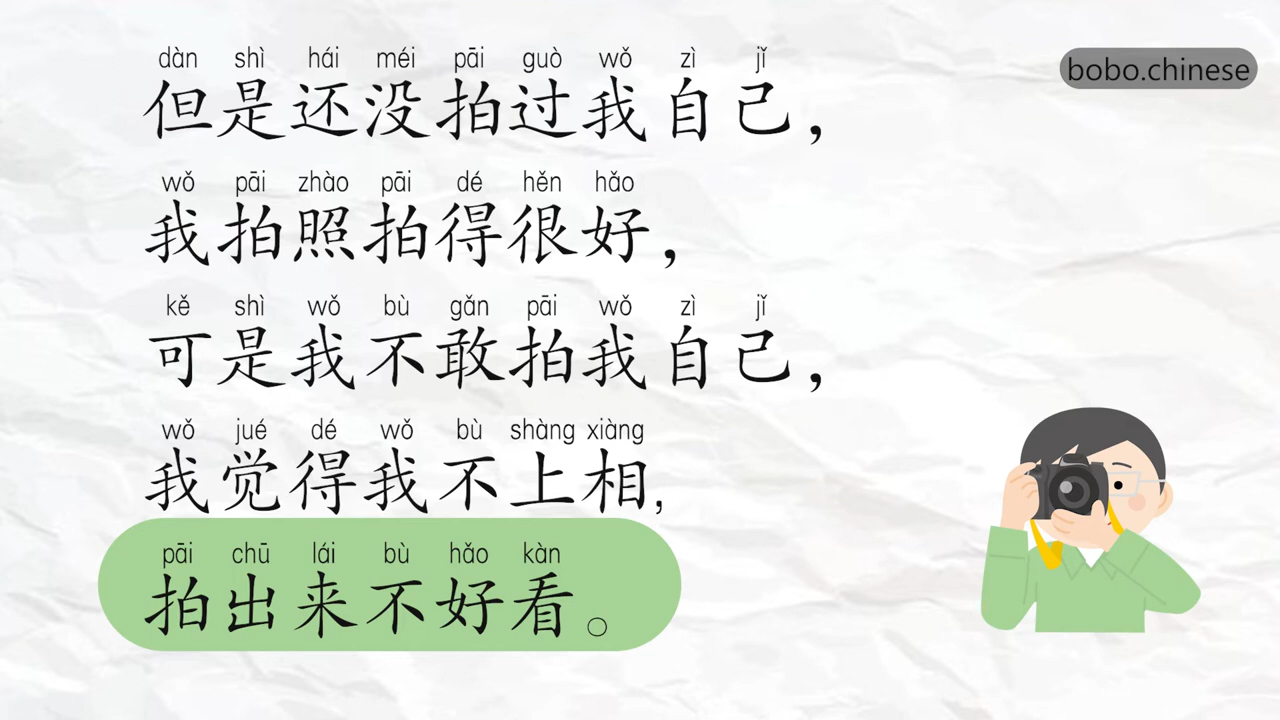 dàn shì hái méi pāi guò wǒ zì jǐ
但是还没拍过我自己，
wǒ pāi zhào pāi dé hěn hǎo
我拍照拍得很好，
kě shì wǒ bù gǎn pāi wǒ zì jǐ
可是我不敢拍我自己，
wǒ jué dé wǒ bù shàng xiàng
我觉得我不上相,
pāi chū lái bù hǎo kàn
拍出来不好看。
bobo.chinese